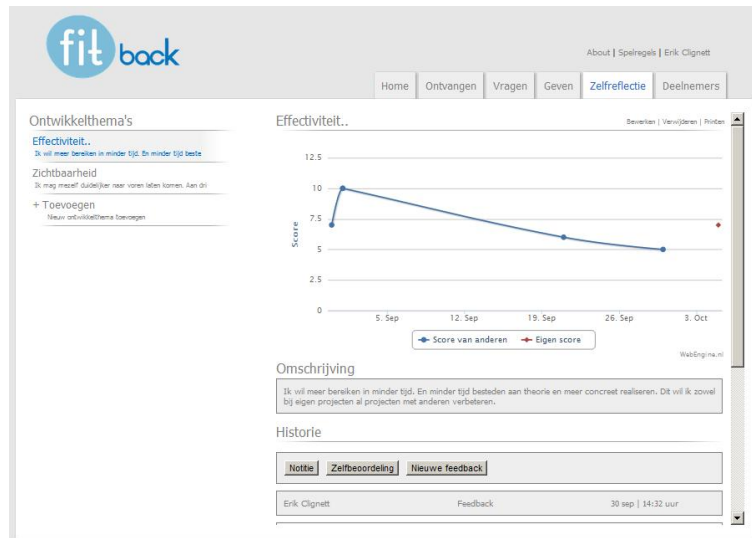 fit back
About | Spelregels | Erik Clignett
Home Ontvangen Vragen Geven Zelfreflectie Deelnemers
Ontwikkelthema's
Effectiviteit..
Ik wil meer bereiken in minder tijd. En minder tijd beste
Zichtbaarheid
Ik mag mezelf duidelijker naar voren laten komen. Aan dri
+ Toevoegen
Nieuw ontwikkelthema toevoegen
Effectiviteit..
Bewerken | Verwijderen | Printen
12.5
10
7.5
5
2.5
0
Score
5. Sep 12. Sep 19. Sep 26. Sep 3. Oct
Score van anderen Eigen score
WebEngine.nl
Omschrijving
Ik wil meer bereiken in minder tijd. En minder tijd besteden aan theorie en meer concreet realiseren. Dit wil ik zowel
bij eigen projecten al projecten met anderen verbeteren.
Historie
Notitie Zelfbeoordeling Nieuwe feedback
Erik Clignett Feedback 30 sep | 14:32 uur